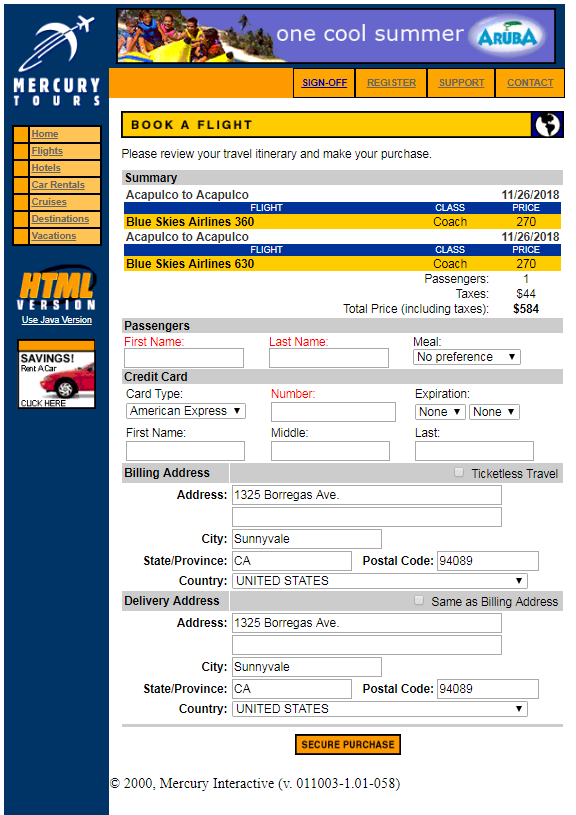 one cool summer ARUBA
MERCURY
TOURS
SIGN-OFF REGISTER SUPPORT CONTACT
Home
Flights
Hotels
Car Rentals
Cruises
Destinations
Vacations
HTML
VERSION
Use Java Version
SAVINGS!
Rent A Car
CLICK HERE
BOOK A FLIGHT
Please review your travel itinerary and make your purchase.
Summary
Acapulco to Acapulco 11/26/2018
FLIGHT CLASS PRICE
Blue Skies Airlines 360 Coach 270
Acapulco to Acapulco 11/26/2018
FLIGHT CLASS PRICE
Blue Skies Airlines 630 Coach 270
Passengers: 1
Taxes: $44
Total Price (including taxes): $584
Passengers
First Name: Last Name: Meal:
No preference
Credit Card
Card Type: Number: Expiration:
American Express None None
First Name: Middle: Last:
Billing Address Ticketless Travel
Address: 1325 Borregas Ave.
City: Sunnyvale
State/Province: CA Postal Code: 94089
Country: UNITED STATES
Delivery Address Same as Billing Address
Address: 1325 Borregas Ave.
City: Sunnyvale
State/Province: CA Postal Code: 94089
Country: UNITED STATES
SECURE PURCHASE
© 2000, Mercury Interactive (v. 011003-1.01-058)